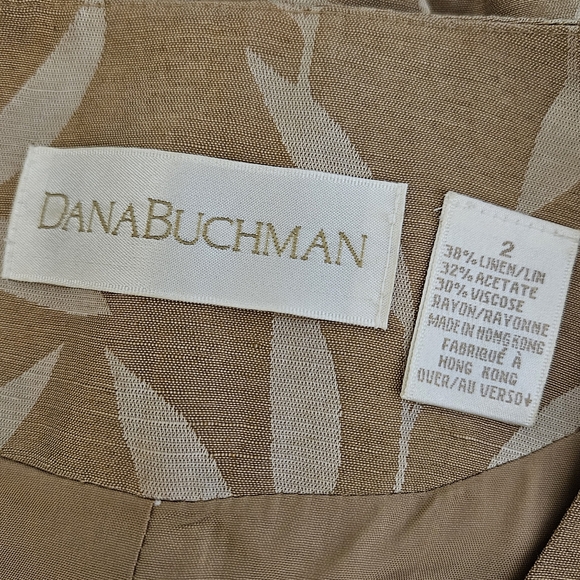 DANABUCHMAN
2
38% LINEN/LIN
32% ACETATE
30% VISCOSE
RAYON/RAYONNE
MADE IN HONG KONG
FABRIQUÉ À
HONG KONG
OVER/AU VERSO↓